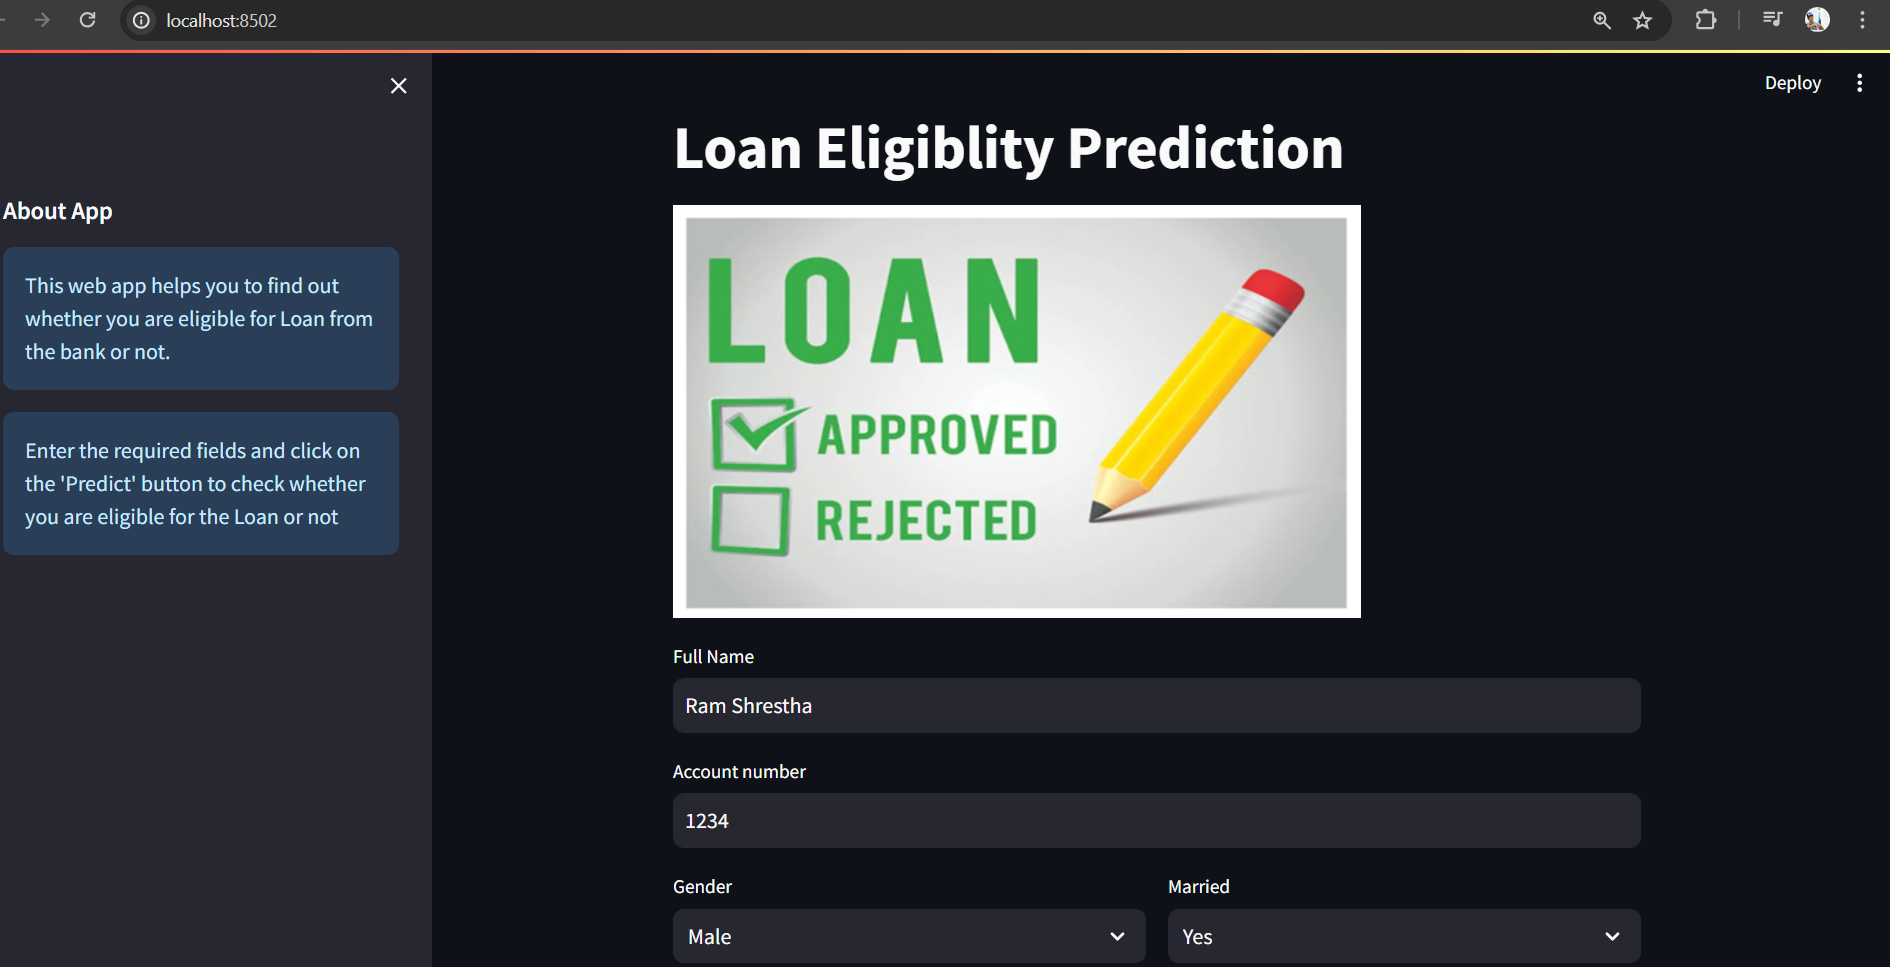 localhost:8502
Deploy
About App
This web app helps you to find out
whether you are eligible for Loan from
the bank or not.
Enter the required fields and click on
the 'Predict' button to check whether
you are eligible for the Loan or not
Loan Eligiblity Prediction
LOAN
APPROVED
REJECTED
Full Name
Ram Shrestha
Account number
1234
Gender
Married
Male
Yes